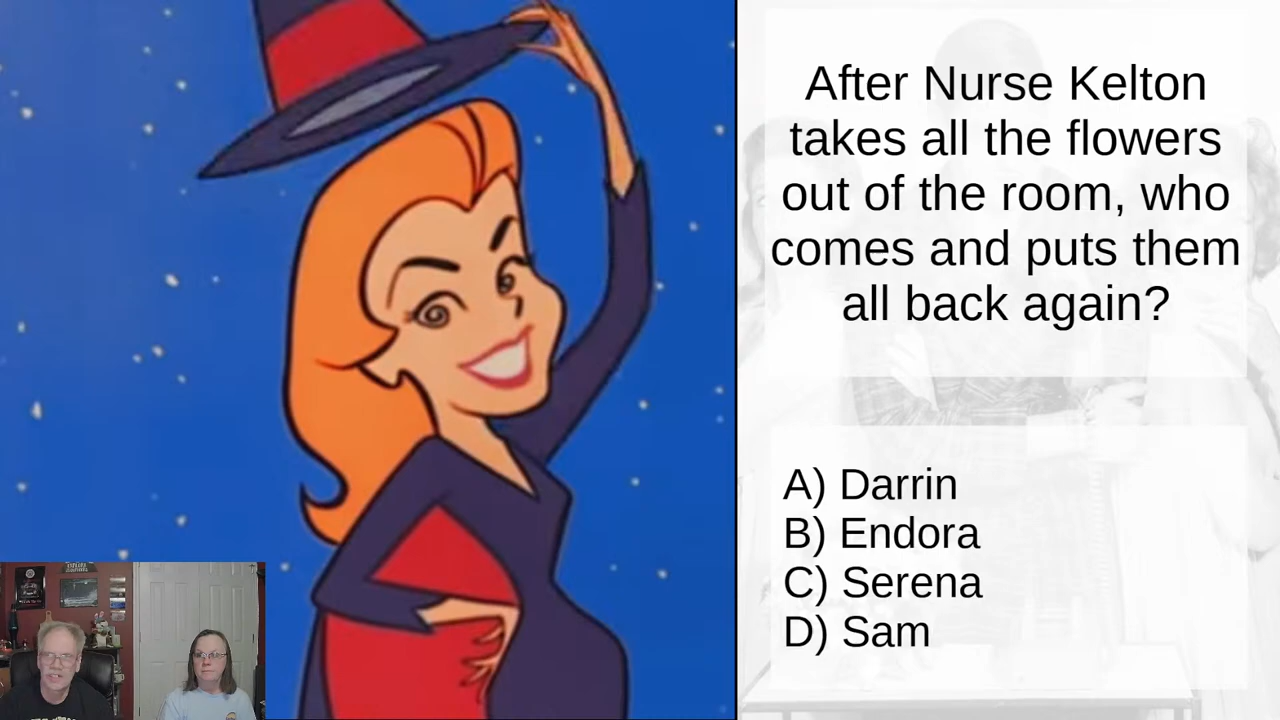 After Nurse Kelton
takes all the flowers
out of the room, who
comes and puts them
all back again?
A) Darrin
B) Endora
C) Serena
D) Sam